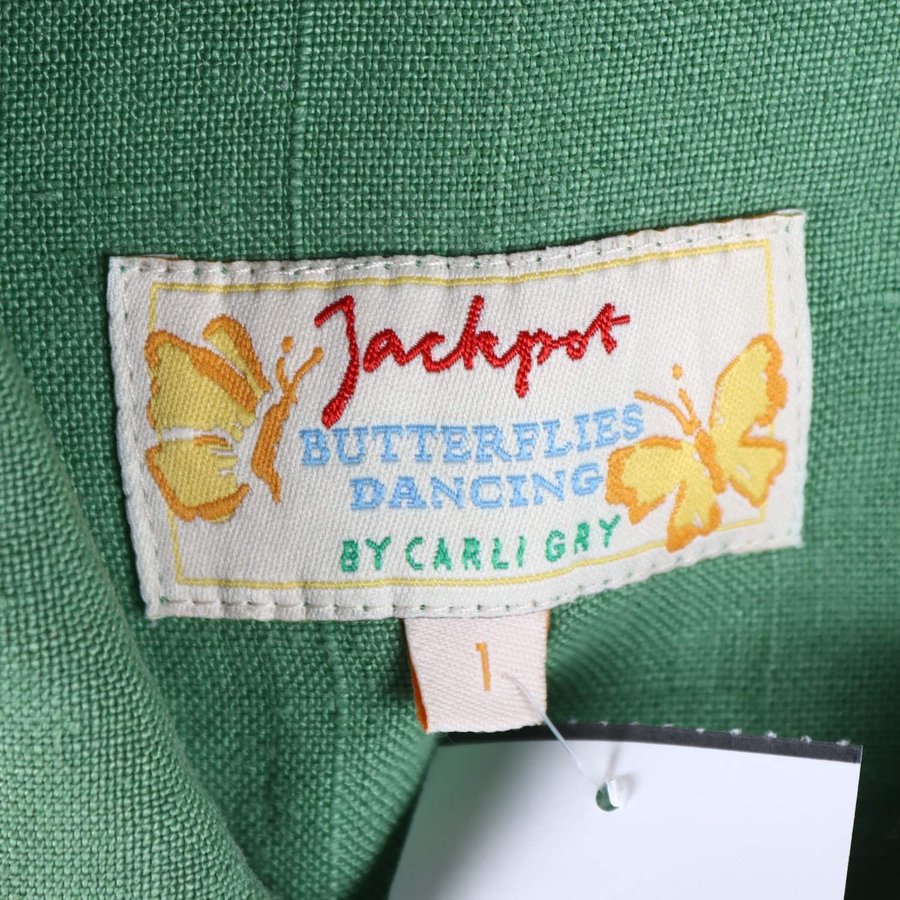 Jackpot
BUTTERFLIES
DANCING
BY CARLI GRY
1